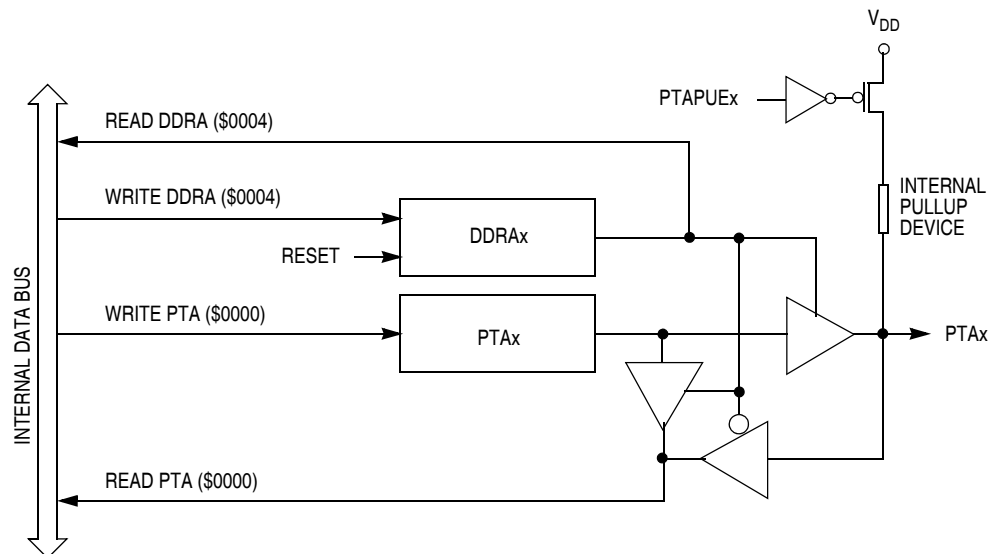 VDD
PTAPUEx
READ DDRA ($0004)
WRITE DDRA ($0004)
INTERNAL
PULLUP
DEVICE
DDRAx
RESET
INTERNAL DATA BUS
WRITE PTA ($0000)
PTAx
PTAx
READ PTA ($0000)